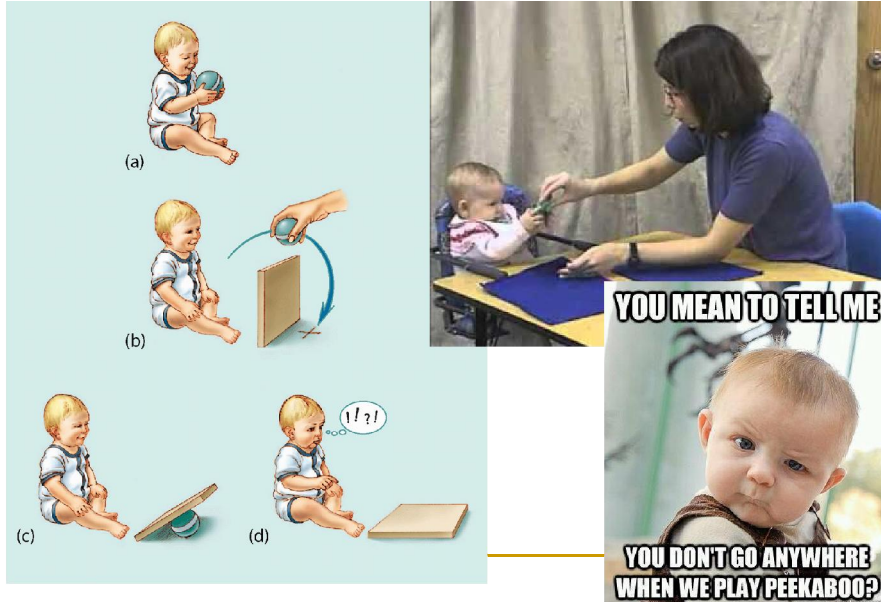 (a)
(b)
(c)
(d)
! ! ? !
YOU MEAN TO TELL ME
YOU DON'T GO ANYWHERE
WHEN WE PLAY PEEKABOO?